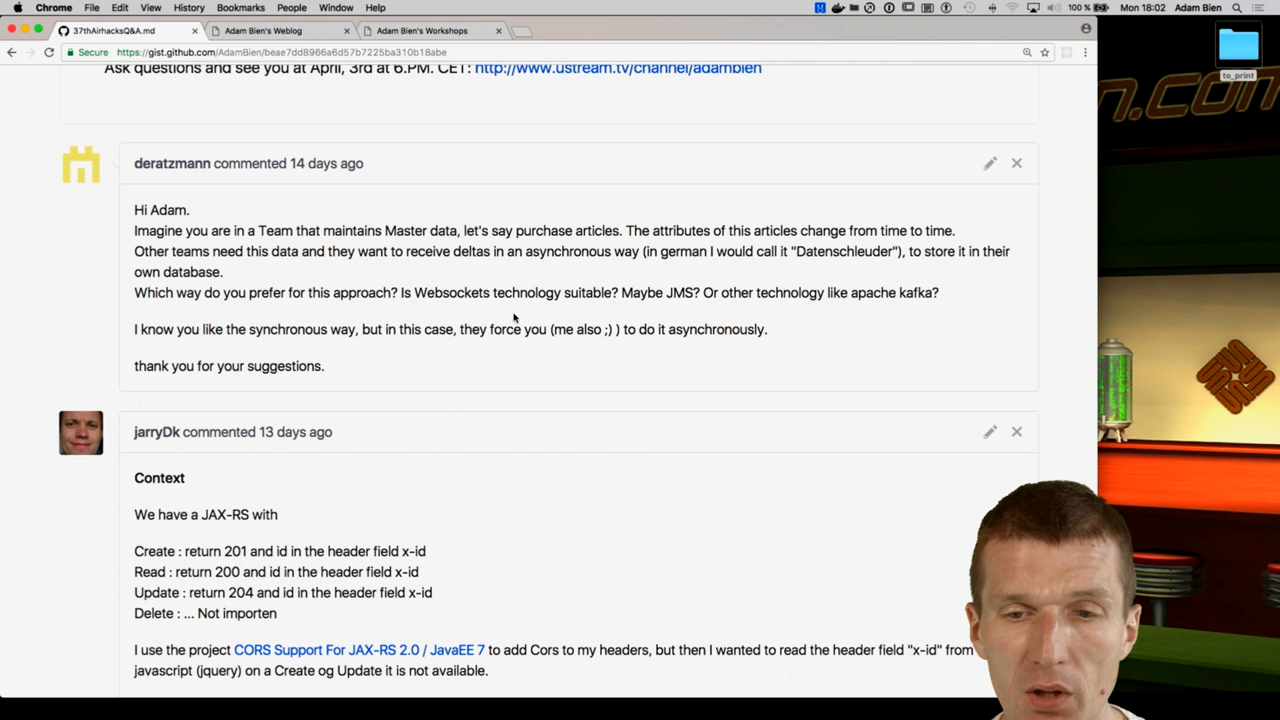 Chrome File Edit View History Bookmarks People Window Help 100 % Mon 18:02 Adam Bien
37thAirhacksQ&A.md Adam Bien's Weblog Adam Bien's Workshops
Secure https://gist.github.com/AdamBien/beae7dd8966a6d57b7225ba310b18abe
to_print
Ask questions and see you at April, 3rd at 6.PM. CET: http://www.ustream.tv/channel/adambien
n.com
deratzmann commented 14 days ago
Hi Adam.
Imagine you are in a Team that maintains Master data, let's say purchase articles. The attributes of this articles change from time to time.
Other teams need this data and they want to receive deltas in an asynchronous way (in german I would call it "Datenschleuder"), to store it in their
own database.
Which way do you prefer for this approach? Is Websockets technology suitable? Maybe JMS? Or other technology like apache kafka?
I know you like the synchronous way, but in this case, they force you (me also ;) ) to do it asynchronously.
thank you for your suggestions.
jarryDk commented 13 days ago
Context
We have a JAX-RS with
Create : return 201 and id in the header field x-id
Read : return 200 and id in the header field x-id
Update : return 204 and id in the header field x-id
Delete : ... Not importen
I use the project CORS Support For JAX-RS 2.0 / JavaEE 7 to add Cors to my headers, but then I wanted to read the header field "x-id" from
javascript (jquery) on a Create og Update it is not available.